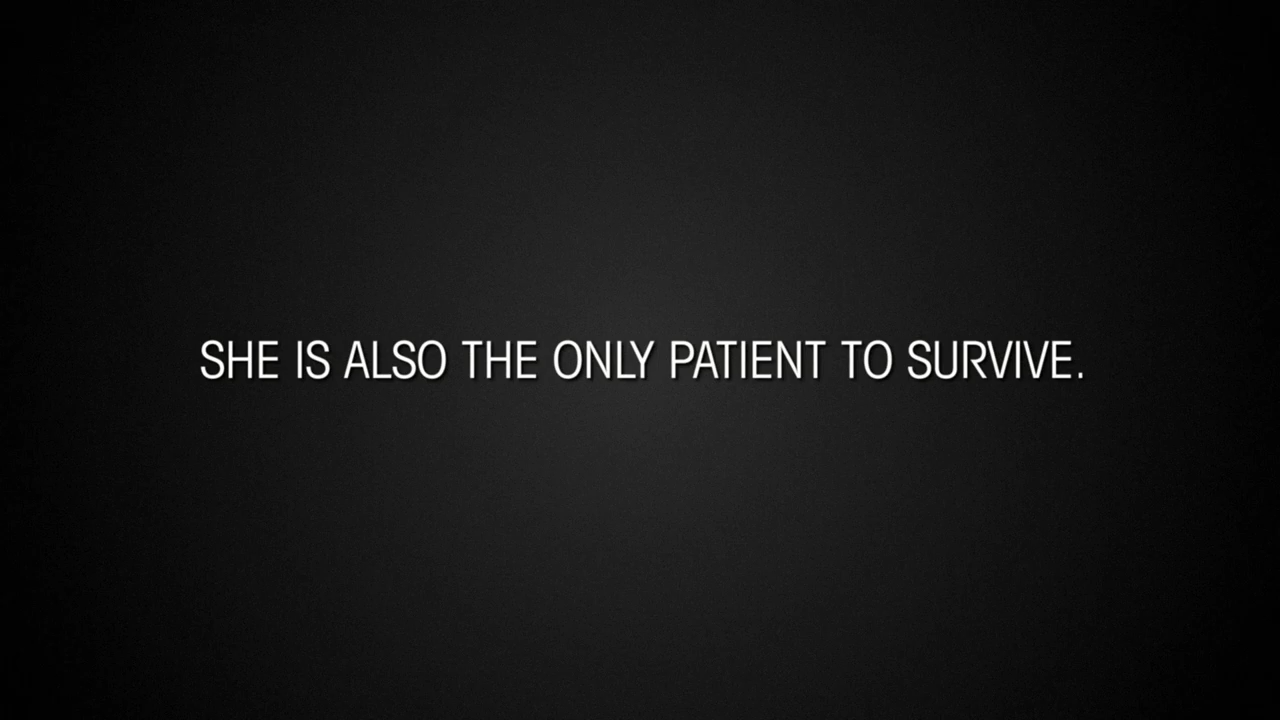 SHE IS ALSO THE ONLY PATIENT TO SURVIVE.